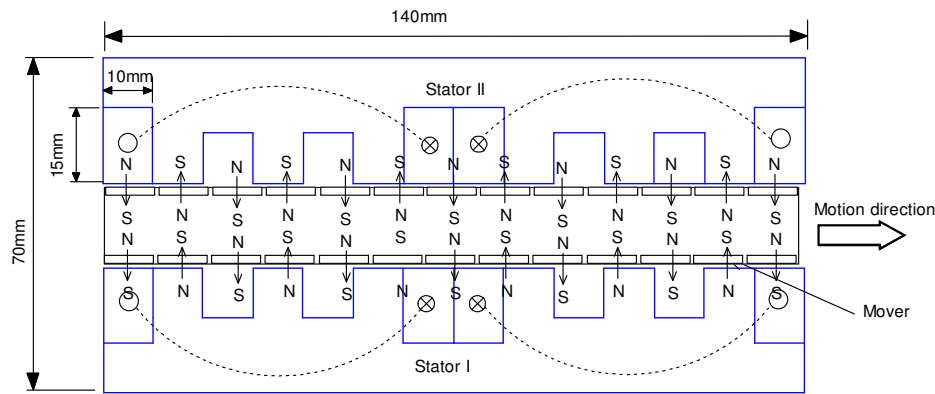 140mm
10mm
Stator II
15mm
N S N S N S N S N S N S N
S N S N S N S N S N S N S
Motion direction
70mm
N S N S N S N S N S N S N
S N S N S N S N S N S N S
Mover
Stator I